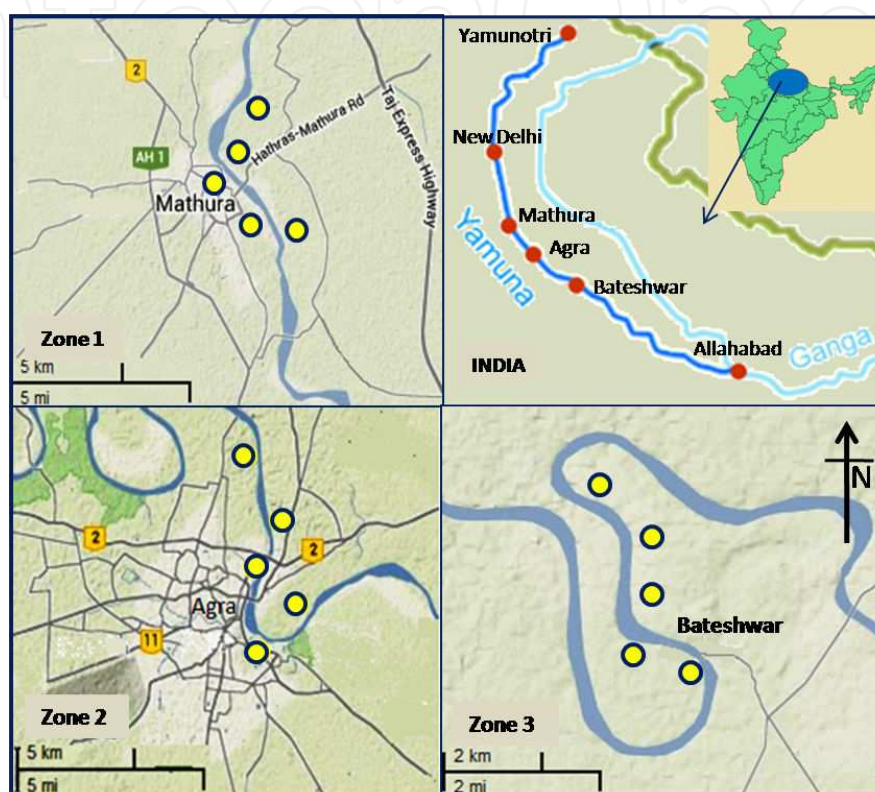 2
Hathras-Mathura Rd
Taj Express Highway
AH 1
Mathura
Zone 1
5 km
5 mi
Yamunotri
New Delhi
Mathura
Agra
Yamuna
Bateshwar
Allahabad
Ganga
INDIA
2
2
Agra
11
Zone 2
5 km
5 mi
N
Bateshwar
Zone 3
2 km
2 mi